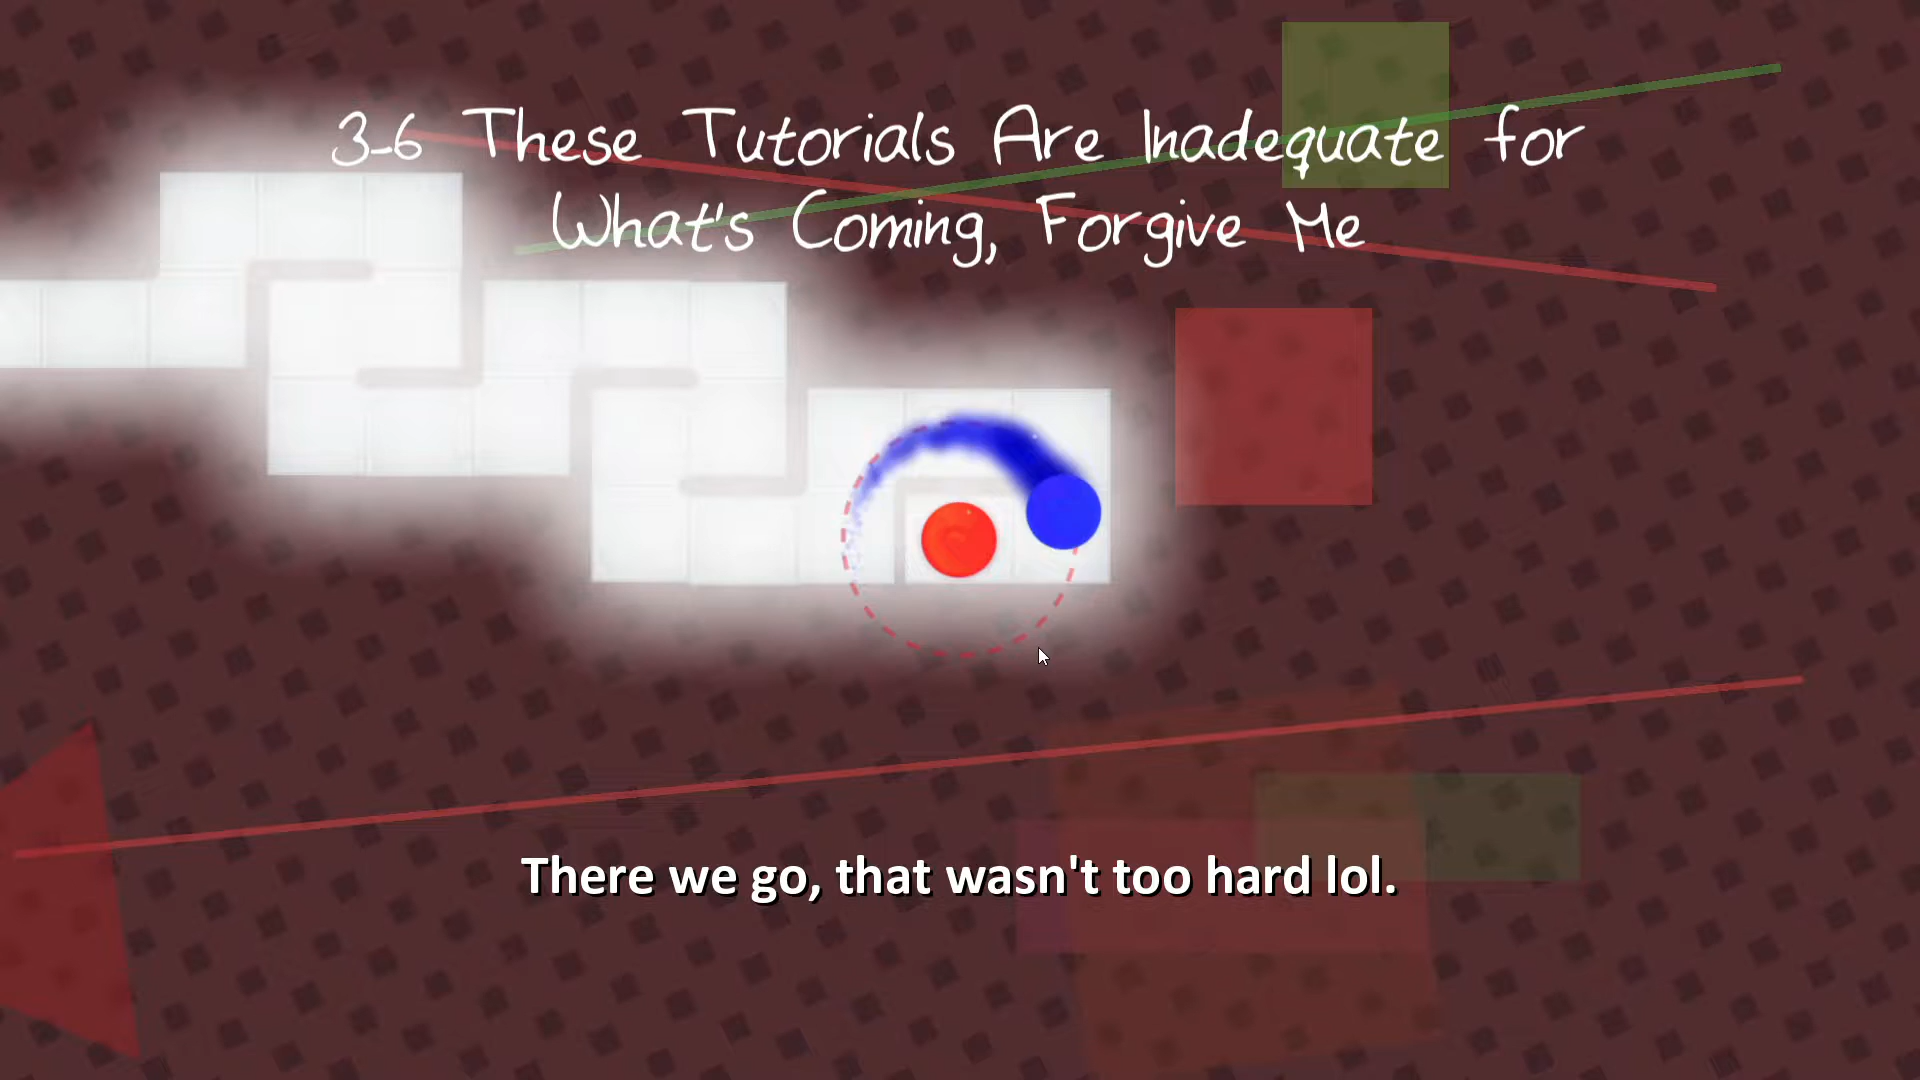 3-6 These Tutorials Are Inadequate for
What's Coming, Forgive Me
There we go, that wasn't too hard lol.